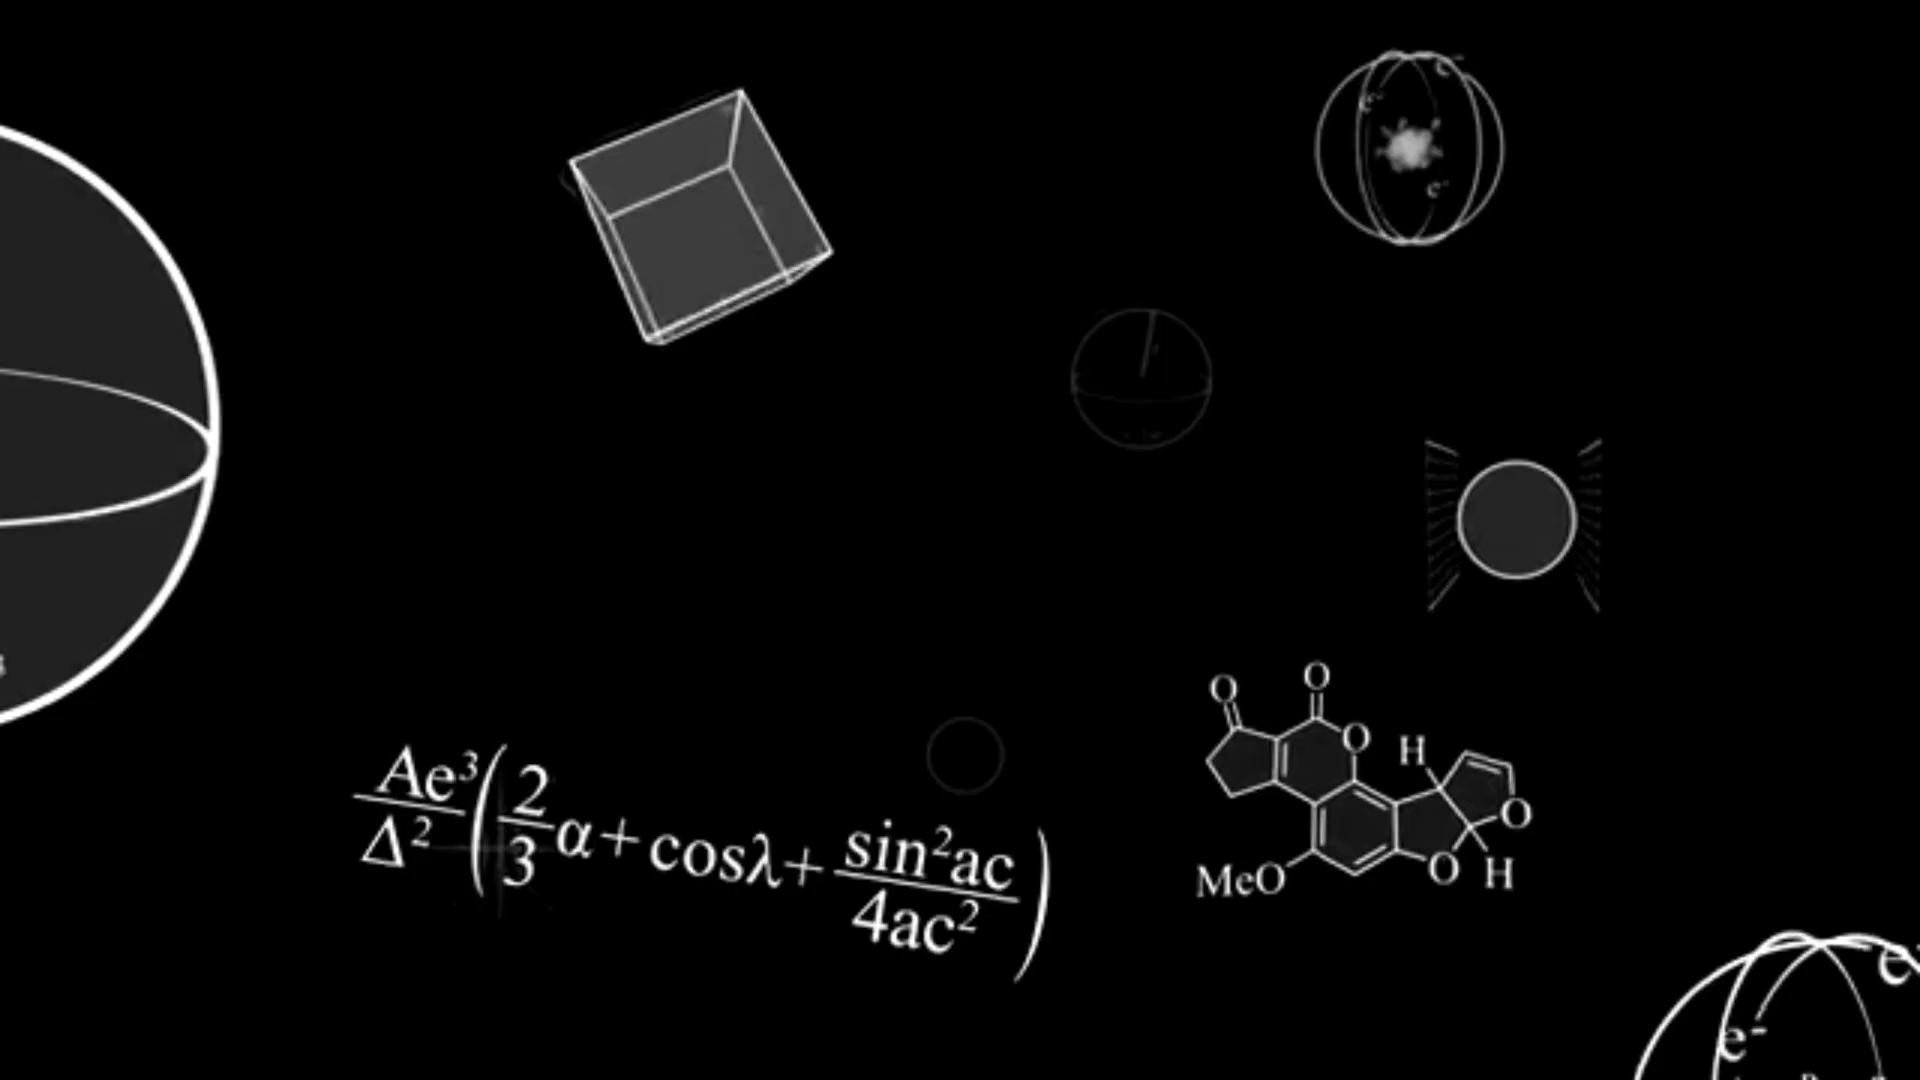 e⁻
e⁻
e⁻
O O
O
H
O
O
H
MeO
Ae³/Δ² (2/3 α + cosλ + sin²ac/4ac²)
e⁻
e⁻